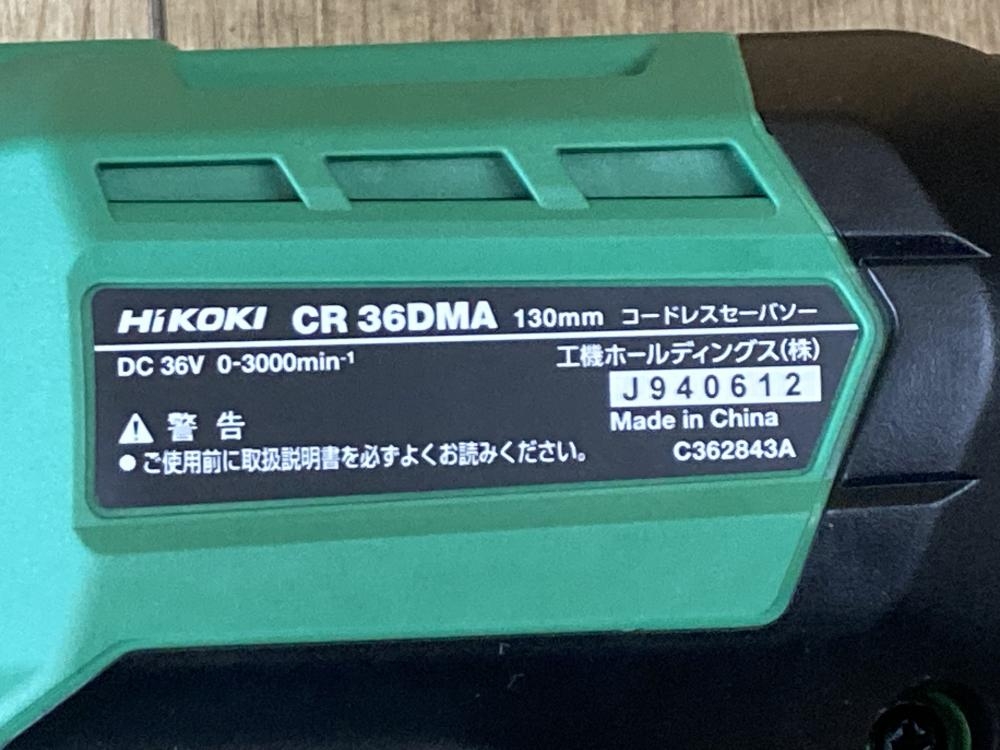 HiKOKI CR 36DMA 130mm コードレスセーバソー
DC 36V 0-3000min⁻¹
工機ホールディングス(株)
J940612
Made in China
C362843A
警告
● ご使用前に取扱説明書を必ずよくお読みください。